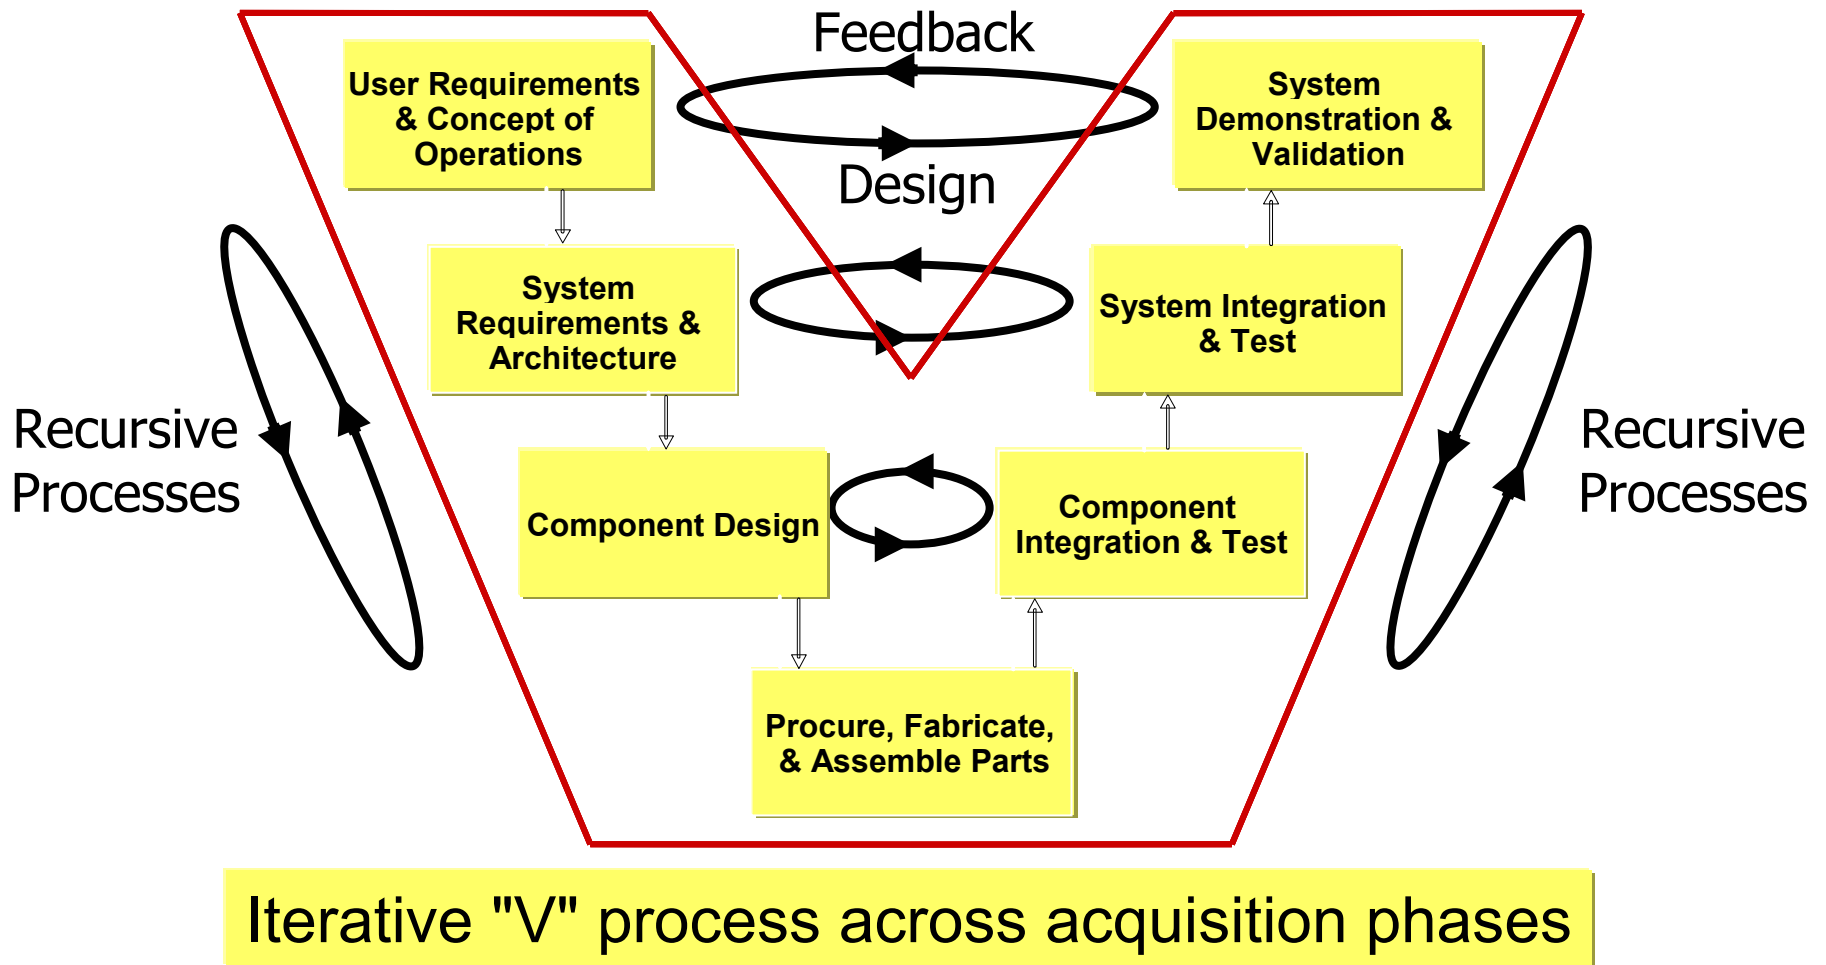 Feedback
User Requirements
& Concept of
Operations
System
Demonstration &
Validation
Design
System
Requirements &
Architecture
System Integration
& Test
Recursive
Processes
Recursive
Processes
Component Design
Component
Integration & Test
Procure, Fabricate,
& Assemble Parts
Iterative "V" process across acquisition phases